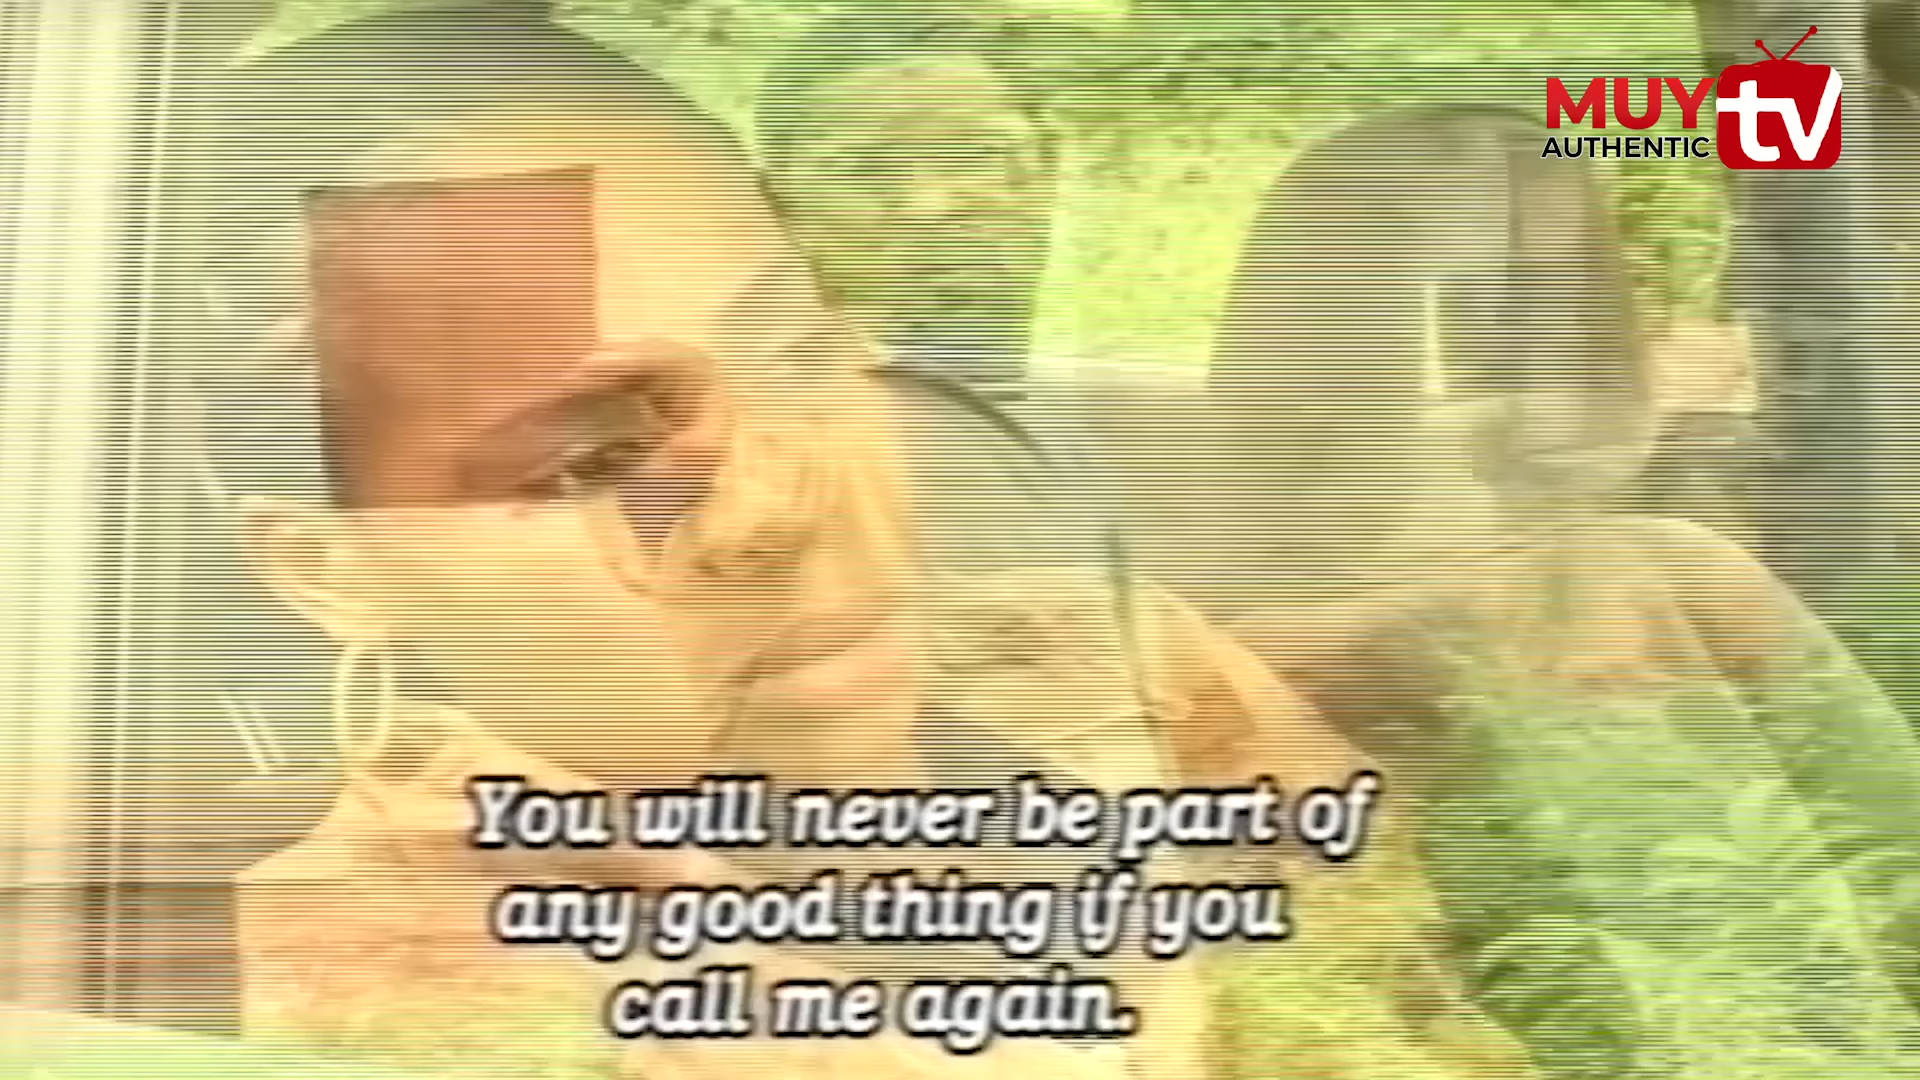 MUY tv
AUTHENTIC
You will never be part of
any good thing if you
call me again.